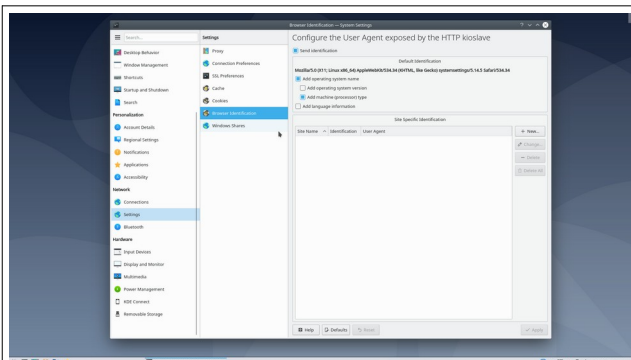 Browser Identification — System Settings
Search...
Desktop Behavior
Window Management
Shortcuts
Startup and Shutdown
Search
Personalization
Account Details
Regional Settings
Notifications
Applications
Accessibility
Network
Connections
Settings
Bluetooth
Hardware
Input Devices
Display and Monitor
Multimedia
Power Management
KDE Connect
Removable Storage
Settings
Proxy
Connection Preferences
SSL Preferences
Cache
Cookies
Browser Identification
Windows Shares
Configure the User Agent exposed by the HTTP kioslave
Send identification
Default Identification
Mozilla/5.0 (X11; Linux x86_64) AppleWebKit/534.34 (KHTML, like Gecko) systemsettings/5.14.5 Safari/534.34
Add operating system name
Add operating system version
Add machine (processor) type
Add language information
Site Specific Identification
Site Name Identification User Agent
New...
Change...
Delete
Delete All
Help Defaults Reset Apply